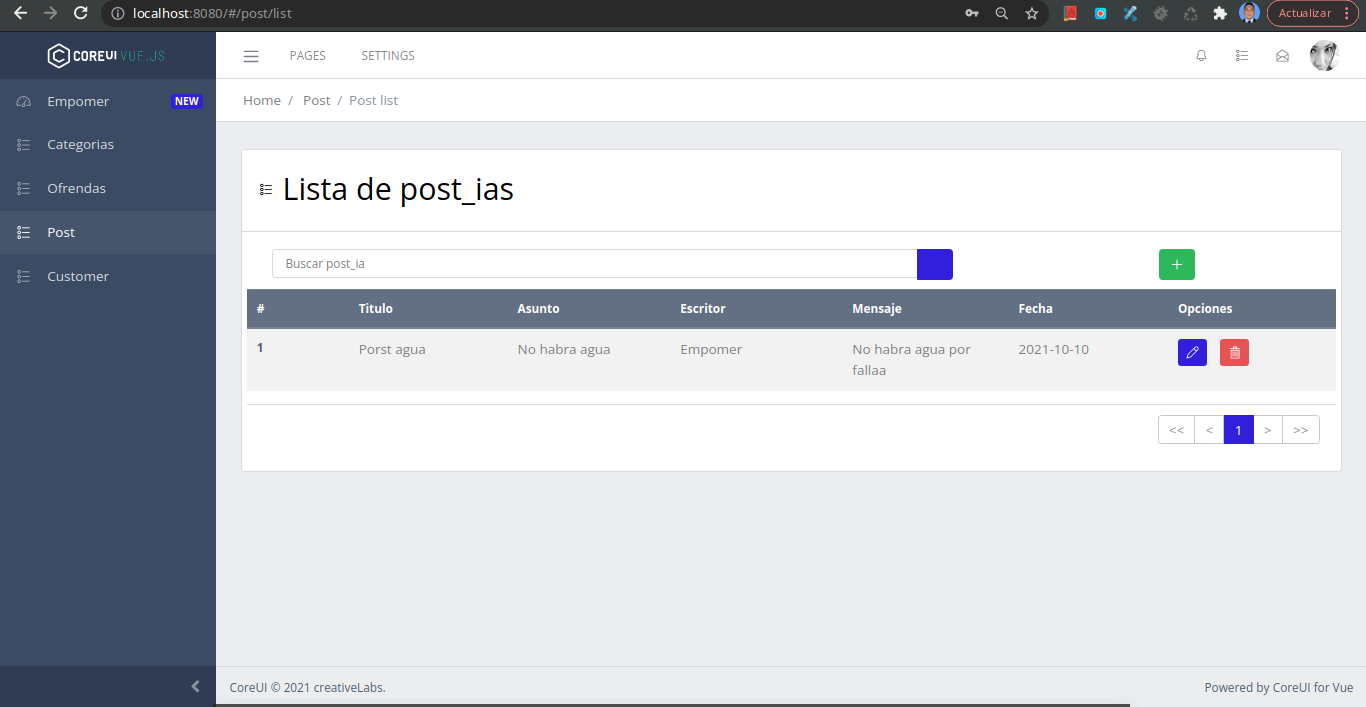 localhost:8080/#/post/list
Actualizar
COREUI VUE.JS
PAGES
SETTINGS
Empomer
NEW
Home / Post / Post list
Categorias
Ofrendas
Post
Customer
Lista de post_ias
Buscar post_ia
+
# Titulo Asunto Escritor Mensaje Fecha Opciones
1 Porst agua No habra agua Empomer No habra agua por 2021-10-10
fallaa
<< < 1 > >>
CoreUI © 2021 creativeLabs.
Powered by CoreUI for Vue